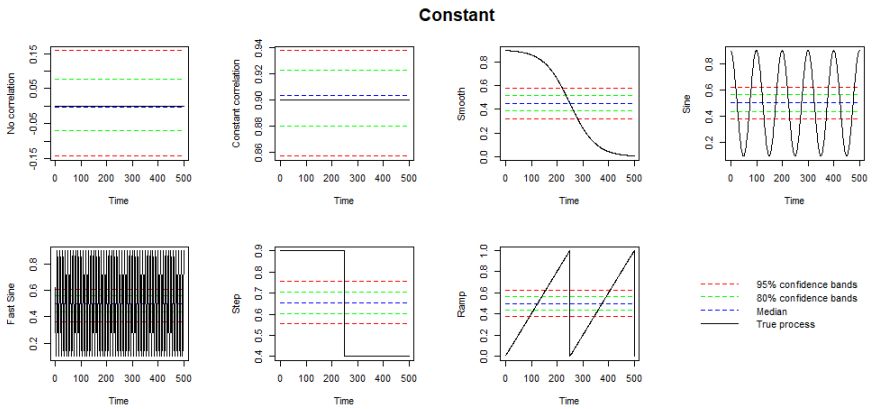 Constant
No correlation
-0.15 -0.05 0.05 0.15
0 100 200 300 400 500
Time
Constant correlation
0.86 0.88 0.90 0.92 0.94
0 100 200 300 400 500
Time
Smooth
0.0 0.2 0.4 0.6 0.8
0 100 200 300 400 500
Time
Sine
0.2 0.4 0.6 0.8
0 100 200 300 400 500
Time
Fast Sine
0.2 0.4 0.6 0.8
0 100 200 300 400 500
Time
Step
0.4 0.5 0.6 0.7 0.8 0.9
0 100 200 300 400 500
Time
Ramp
0.0 0.2 0.4 0.6 0.8 1.0
0 100 200 300 400 500
Time
95% confidence bands
80% confidence bands
Median
True process